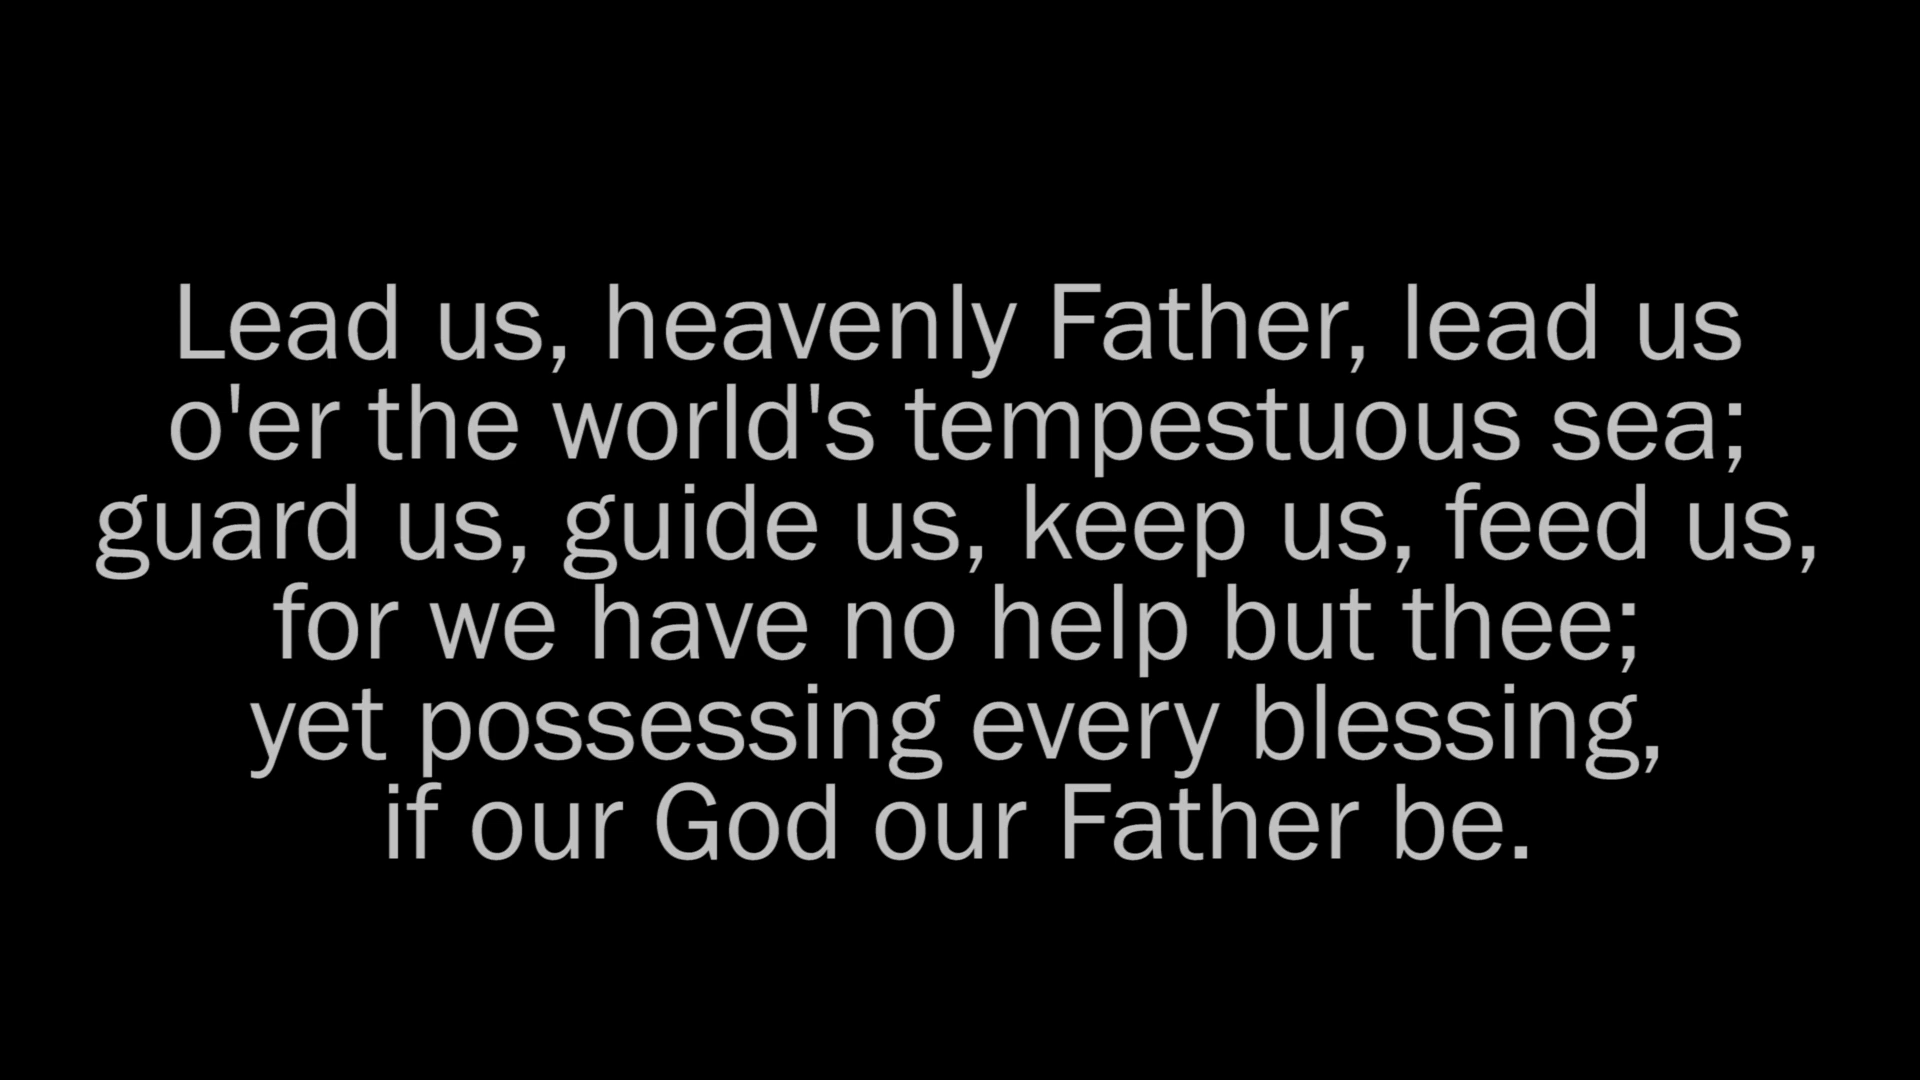 Lead us, heavenly Father, lead us
o'er the world's tempestuous sea;
guard us, guide us, keep us, feed us,
for we have no help but thee;
yet possessing every blessing,
if our God our Father be.